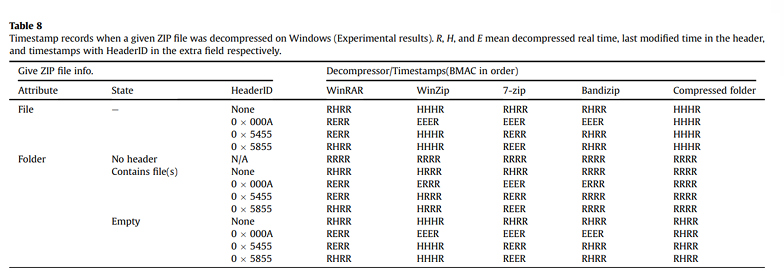 Table 8
Timestamp records when a given ZIP file was decompressed on Windows (Experimental results). R, H, and E mean decompressed real time, last modified time in the header,
and timestamps with HeaderID in the extra field respectively.
Give ZIP file info. Decompressor/Timestamps(BMAC in order)
Attribute State HeaderID WinRAR WinZip 7-zip Bandizip Compressed folder
File — None RHRR HHHR RHRR RHRR HHHR
0 × 000A RERR EEER EEER EEER HHHR
0 × 5455 RERR HHHR RERR RHRR HHHR
0 × 5855 RHRR HHHR RERR RHRR HHHR
Folder No header N/A RRRR RRRR RRRR RRRR RRRR
Contains file(s) None RHRR HRRR RHRR RRRR RRRR
0 × 000A RERR ERRR EEER ERRR RRRR
0 × 5455 RERR HRRR RERR RRRR RRRR
0 × 5855 RHRR HRRR REER RRRR RRRR
Empty None RHRR HHHR RHRR RHRR RHRR
0 × 000A RERR EEER EEER EEER RHRR
0 × 5455 RERR HHHR RERR RHRR RHRR
0 × 5855 RHRR HHHR REER RHRR RHRR